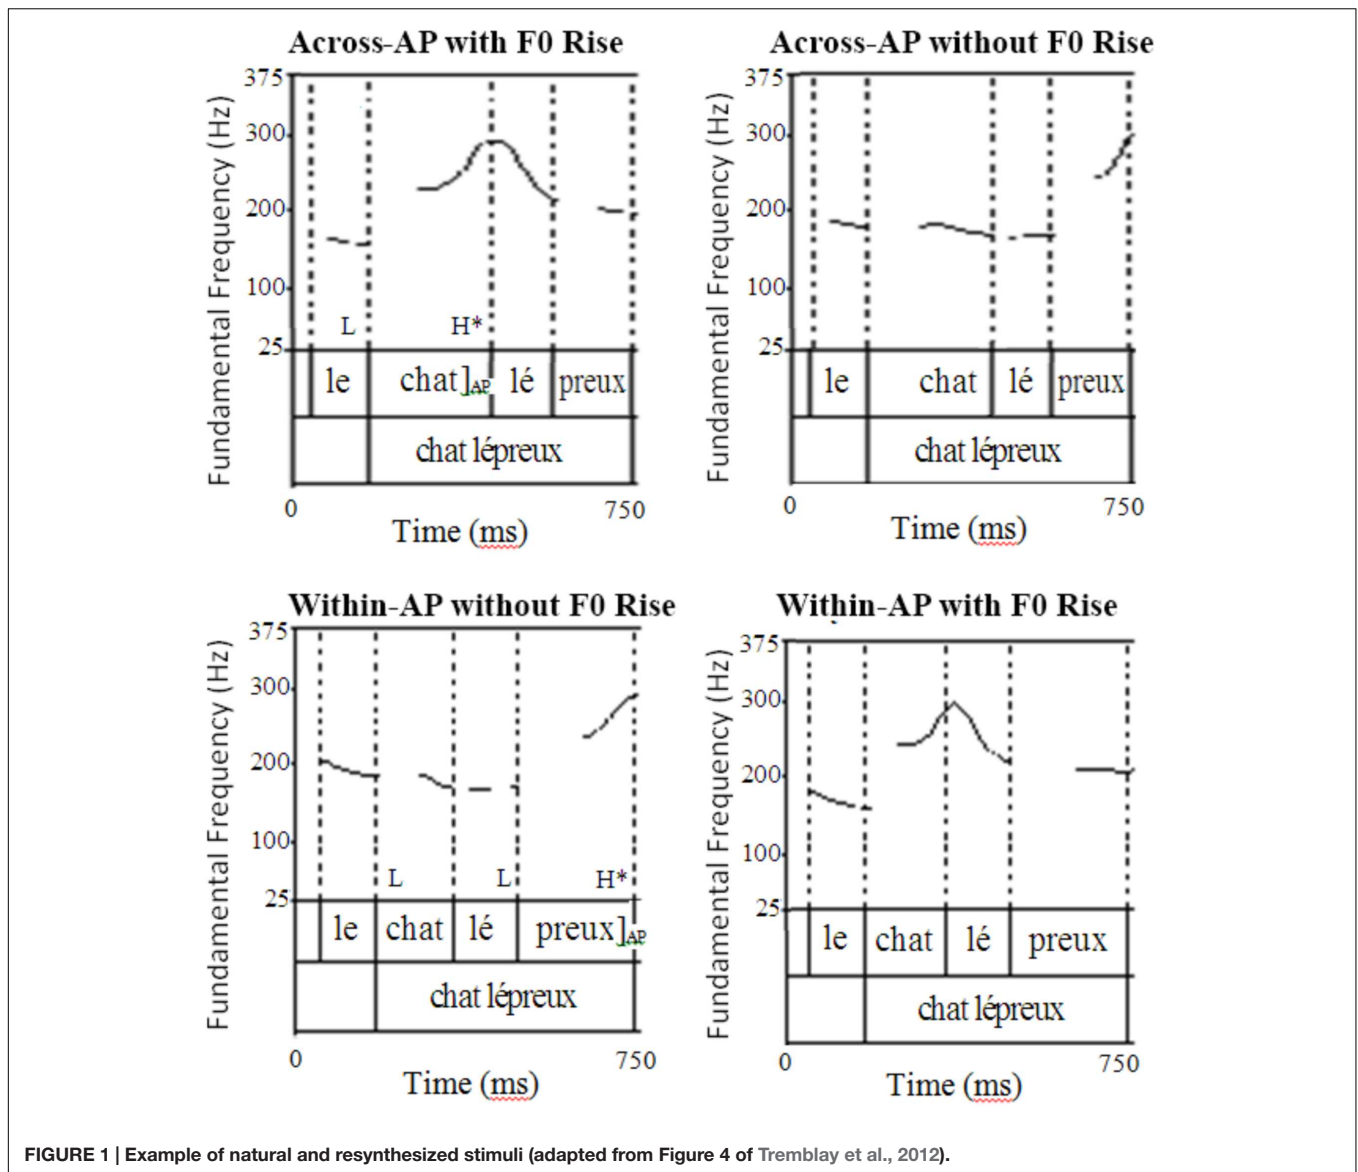 Across-AP with F0 Rise
Fundamental Frequency (Hz)
375
300
200
100
25
L H*
le chat]AP lé preux
chat lépreux
0 750
Time (ms)
Across-AP without F0 Rise
Fundamental Frequency (Hz)
375
300
200
100
25
le chat lé preux
chat lépreux
0 750
Time (ms)
Within-AP without F0 Rise
Fundamental Frequency (Hz)
375
300
200
100
25
L L H*
le chat lé preux]AP
chat lépreux
0 750
Time (ms)
Within-AP with F0 Rise
Fundamental Frequency (Hz)
375
300
200
100
25
le chat lé preux
chat lépreux
0 750
Time (ms)
FIGURE 1 | Example of natural and resynthesized stimuli (adapted from Figure 4 of Tremblay et al., 2012).